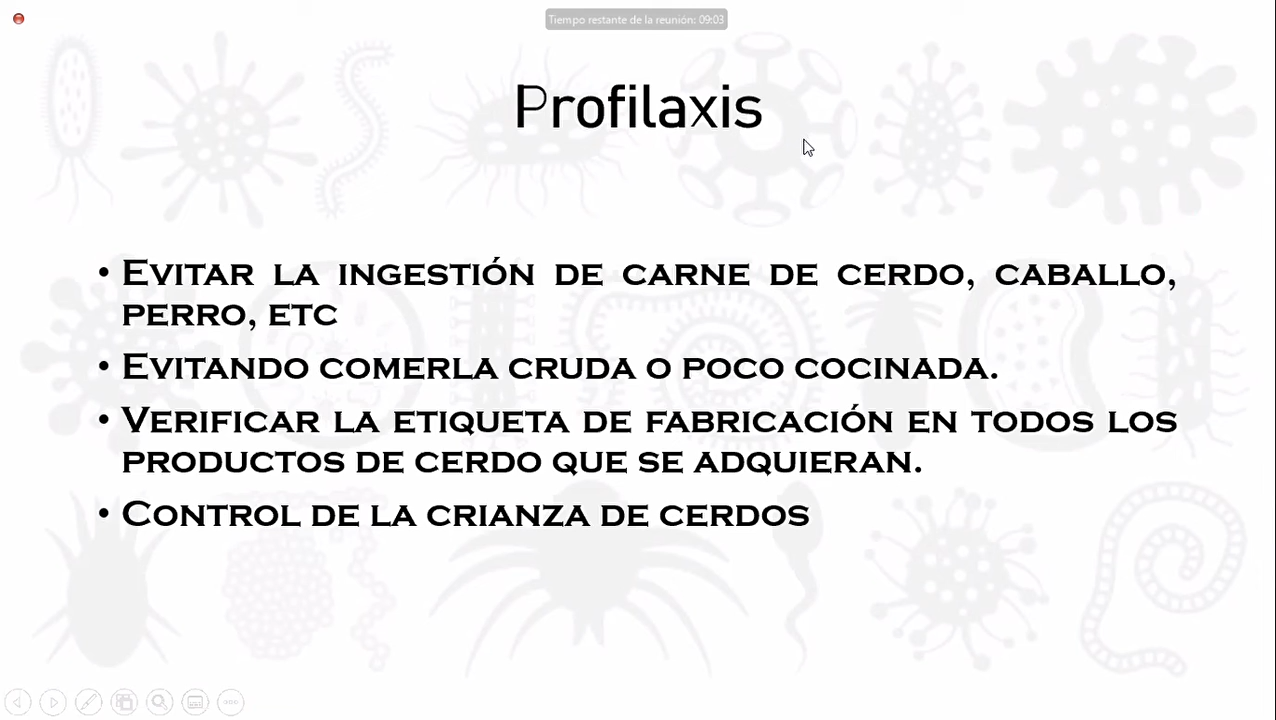 Tiempo restante de la reunión: 09:03
Profilaxis
• Evitar la ingestión de carne de cerdo, caballo,
perro, etc
• Evitando comerla cruda o poco cocinada.
• Verificar la etiqueta de fabricación en todos los
productos de cerdo que se adquieran.
• Control de la crianza de cerdos